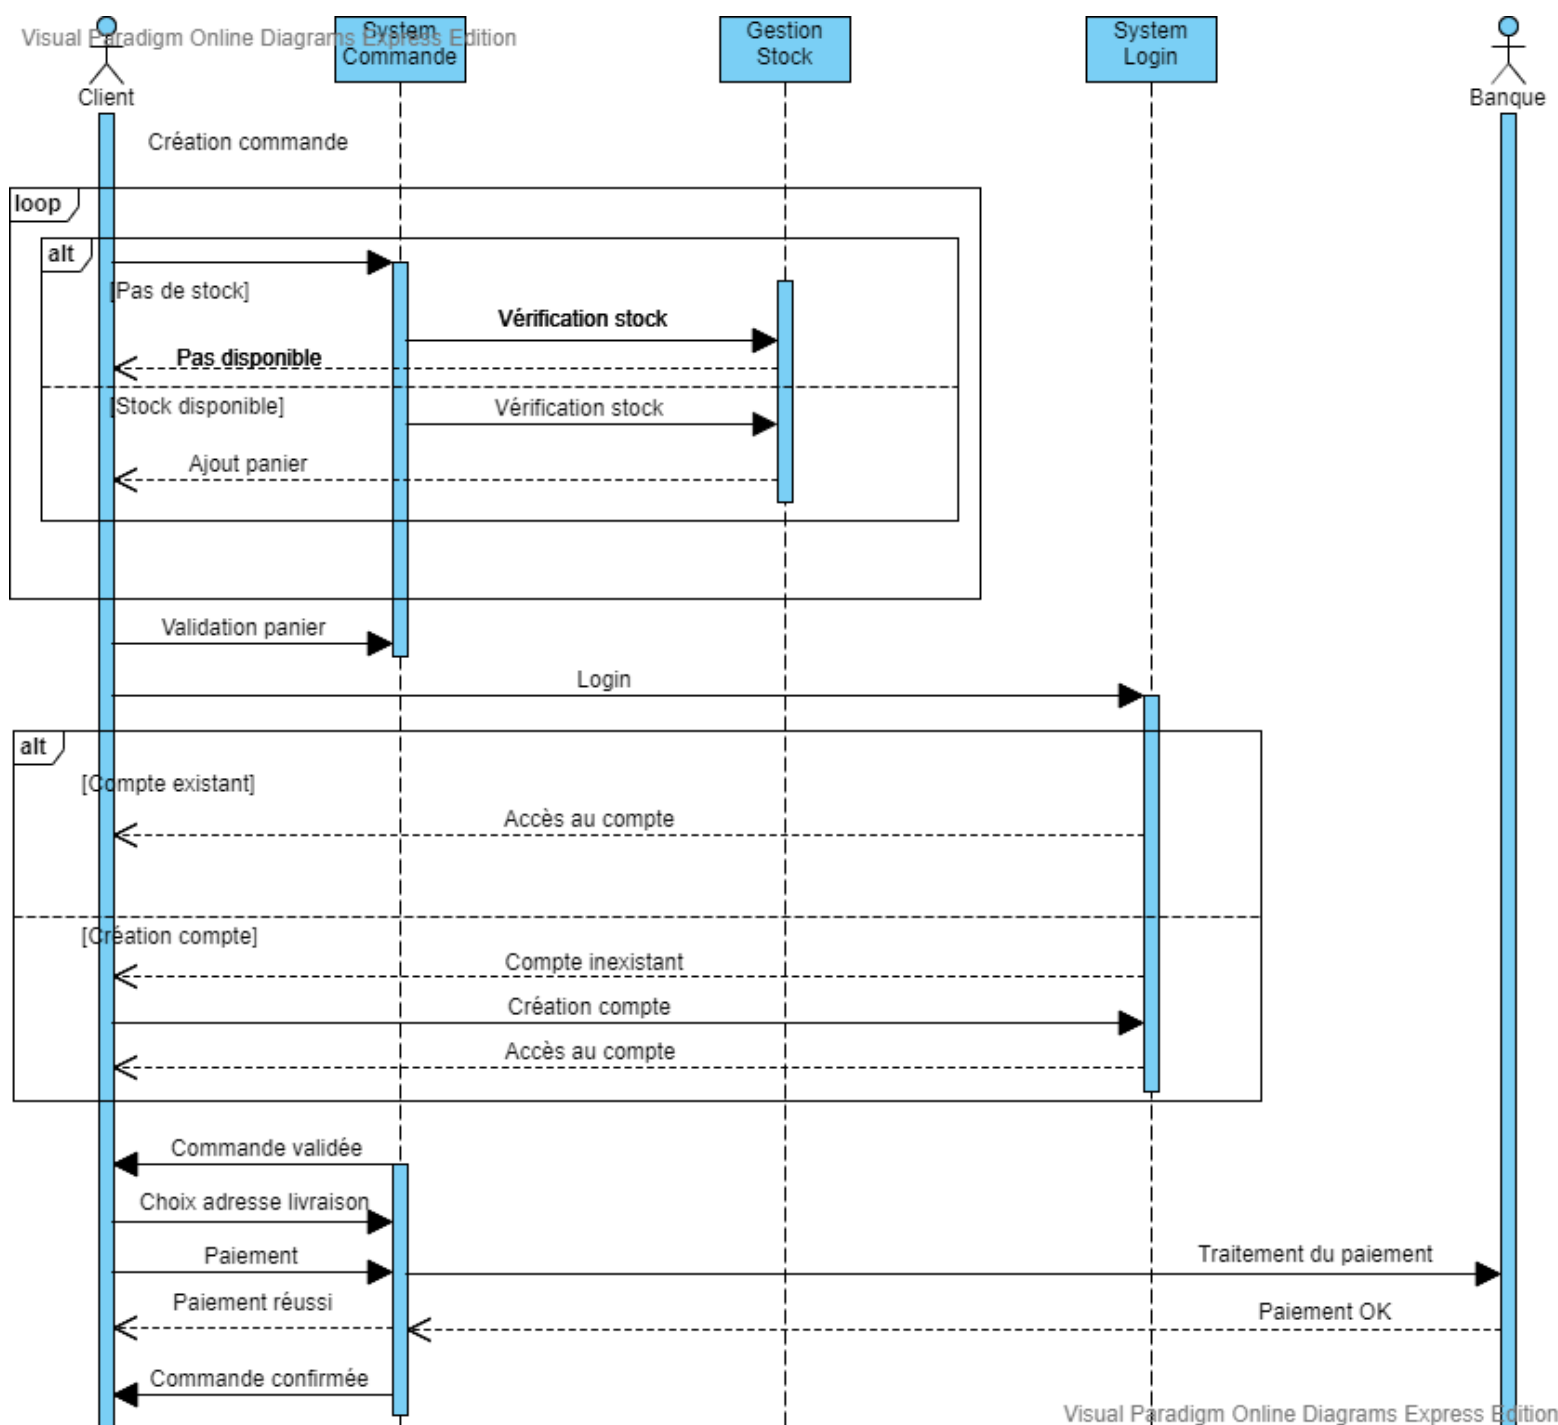 Visual Paradigm Online Diagrams Express Edition
System
Commande
Gestion
Stock
System
Login
Client
Banque
Création commande
loop
alt
[Pas de stock]
Vérification stock
Pas disponible
[Stock disponible]
Vérification stock
Ajout panier
Validation panier
Login
alt
[Compte existant]
Accès au compte
[Création compte]
Compte inexistant
Création compte
Accès au compte
Commande validée
Choix adresse livraison
Paiement
Traitement du paiement
Paiement réussi
Paiement OK
Commande confirmée
Visual Paradigm Online Diagrams Express Edition